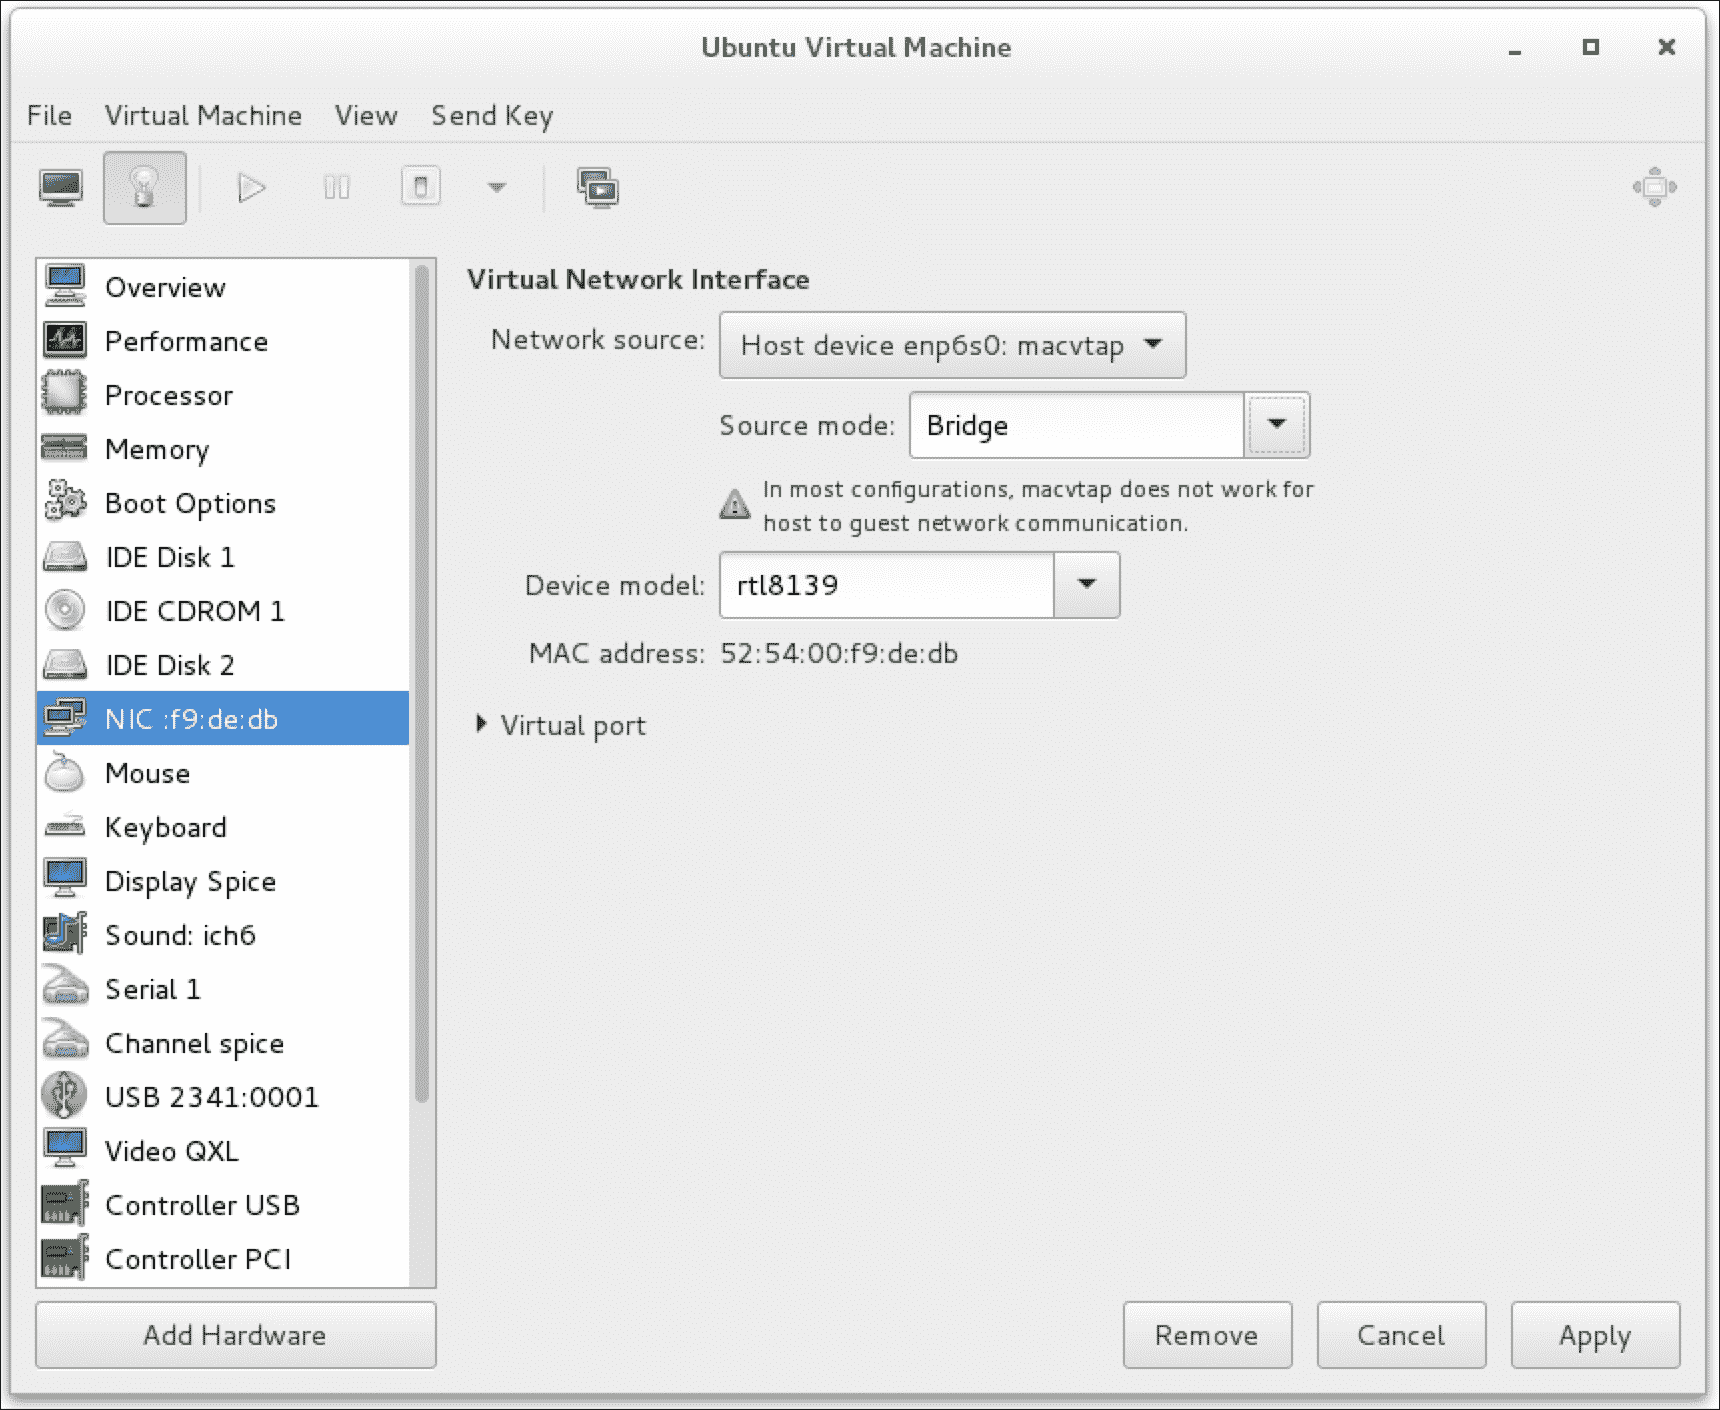 Ubuntu Virtual Machine
File Virtual Machine View Send Key
Overview
Performance
Processor
Memory
Boot Options
IDE Disk 1
IDE CDROM 1
IDE Disk 2
NIC :f9:de:db
Mouse
Keyboard
Display Spice
Sound: ich6
Serial 1
Channel spice
USB 2341:0001
Video QXL
Controller USB
Controller PCI
Add Hardware
Virtual Network Interface
Network source: Host device enp6s0: macvtap
Source mode: Bridge
In most configurations, macvtap does not work for
host to guest network communication.
Device model: rtl8139
MAC address: 52:54:00:f9:de:db
Virtual port
Remove Cancel Apply